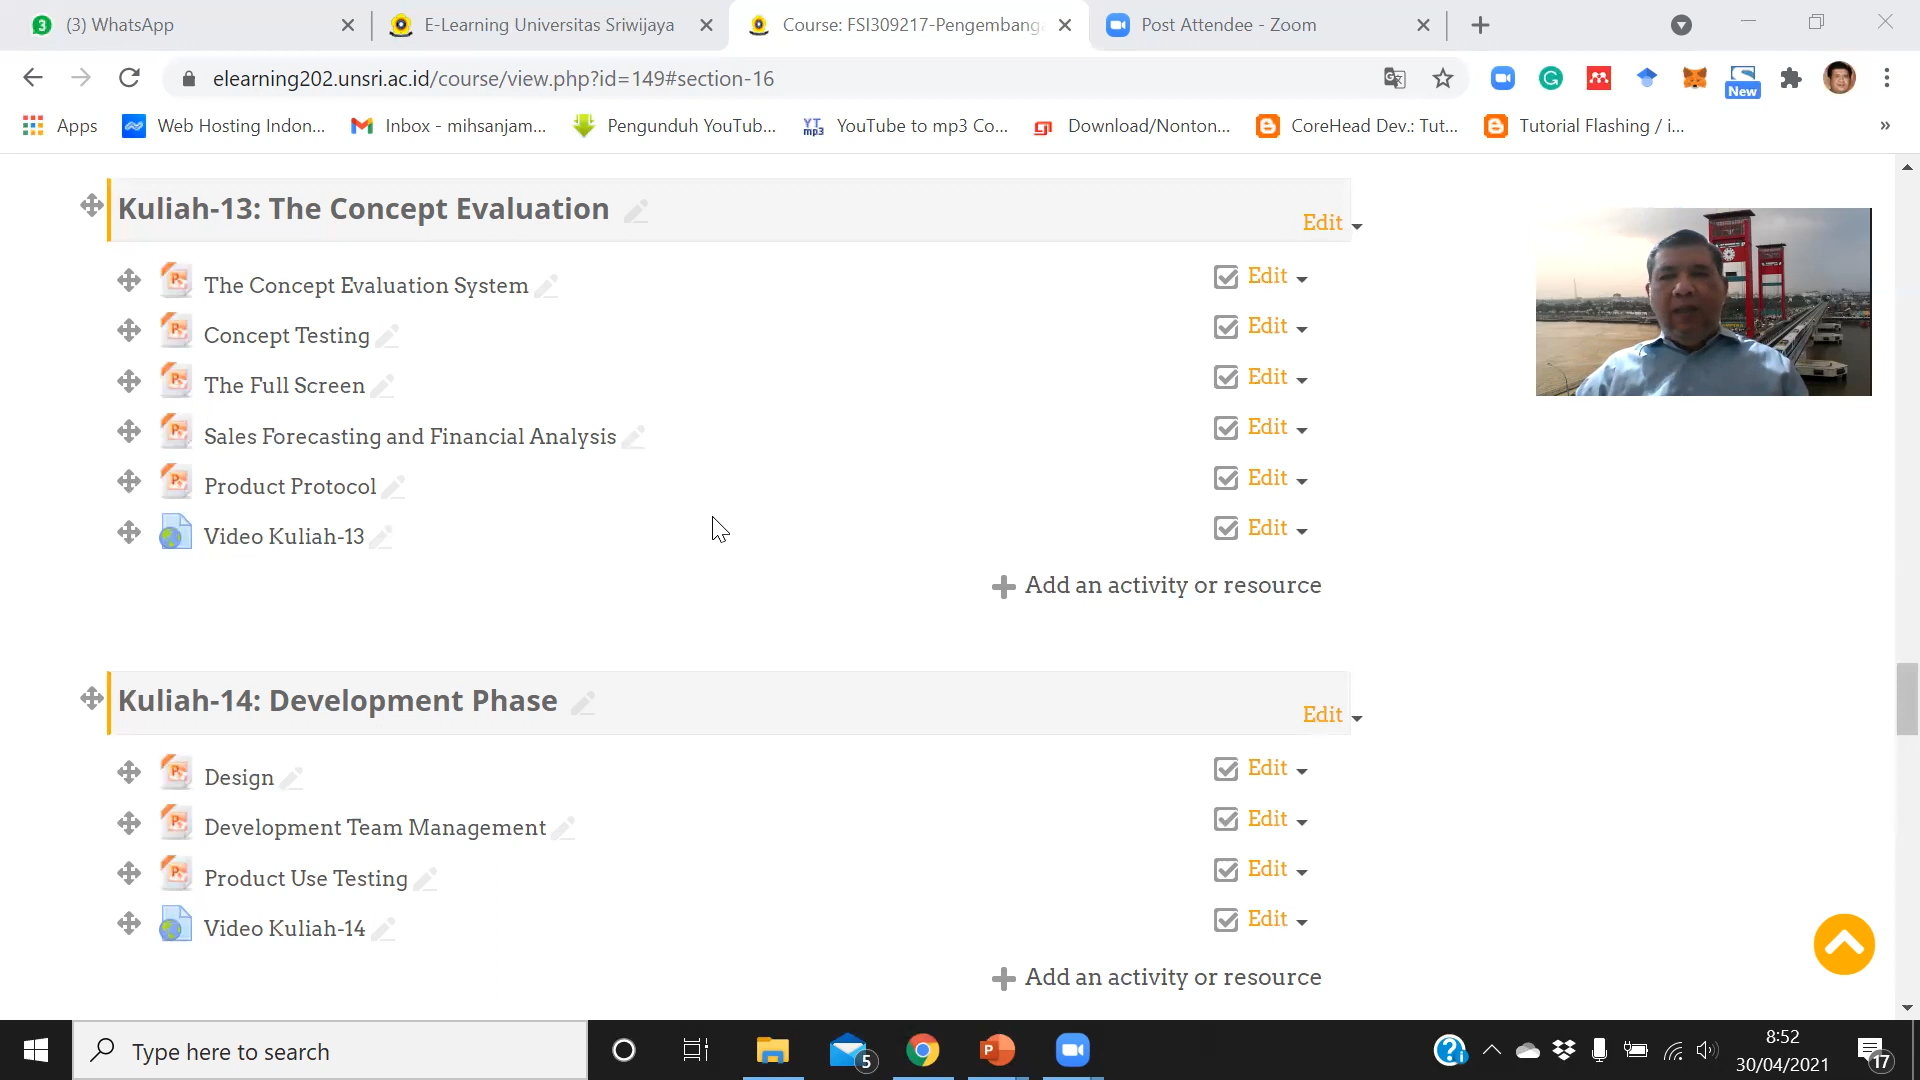 (3) WhatsApp
E-Learning Universitas Sriwijaya
Course: FSI309217-Pengembanga
Post Attendee - Zoom
elearning202.unsri.ac.id/course/view.php?id=149#section-16
New
Apps
Web Hosting Indon...
Inbox - mihsanjam...
Pengunduh YouTub...
YT mp3
YouTube to mp3 Co...
Download/Nonton...
CoreHead Dev.: Tut...
Tutorial Flashing / i...
»
Kuliah-13: The Concept Evaluation
Edit
The Concept Evaluation System
Edit
Concept Testing
Edit
The Full Screen
Edit
Sales Forecasting and Financial Analysis
Edit
Product Protocol
Edit
Video Kuliah-13
Edit
Add an activity or resource
Kuliah-14: Development Phase
Edit
Design
Edit
Development Team Management
Edit
Product Use Testing
Edit
Video Kuliah-14
Edit
Add an activity or resource
Type here to search
5
8:52
30/04/2021
17